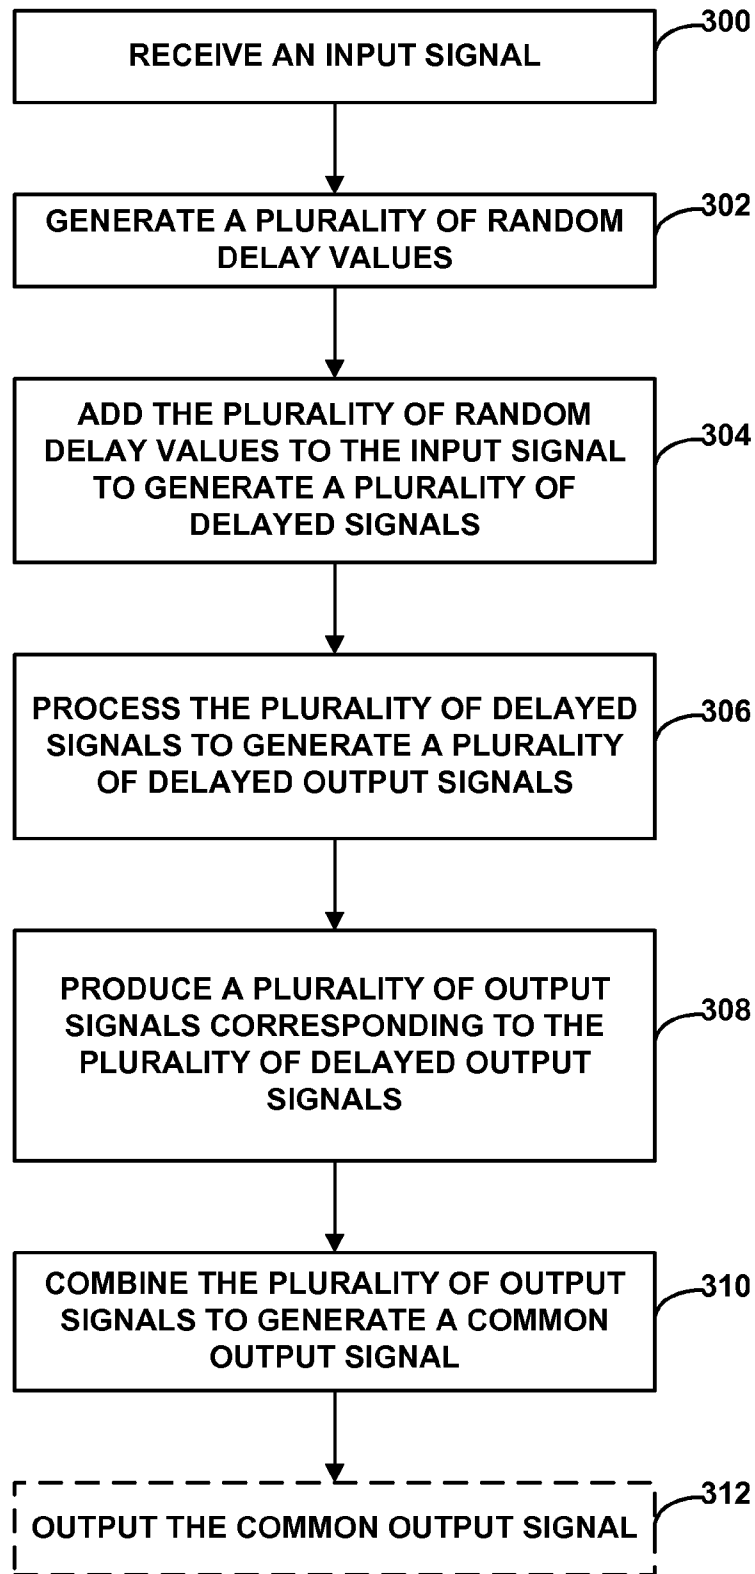 300
RECEIVE AN INPUT SIGNAL
302
GENERATE A PLURALITY OF RANDOM
DELAY VALUES
ADD THE PLURALITY OF RANDOM
DELAY VALUES TO THE INPUT SIGNAL
304
TO GENERATE A PLURALITY OF
DELAYED SIGNALS
PROCESS THE PLURALITY OF DELAYED
306
SIGNALS TO GENERATE A PLURALITY
OF DELAYED OUTPUT SIGNALS
PRODUCE A PLURALITY OF OUTPUT
308
SIGNALS CORRESPONDING TO THE
PLURALITY OF DELAYED OUTPUT
SIGNALS
COMBINE THE PLURALITY OF OUTPUT
310
SIGNALS TO GENERATE A COMMON
OUTPUT SIGNAL
312
OUTPUT THE COMMON OUTPUT SIGNAL